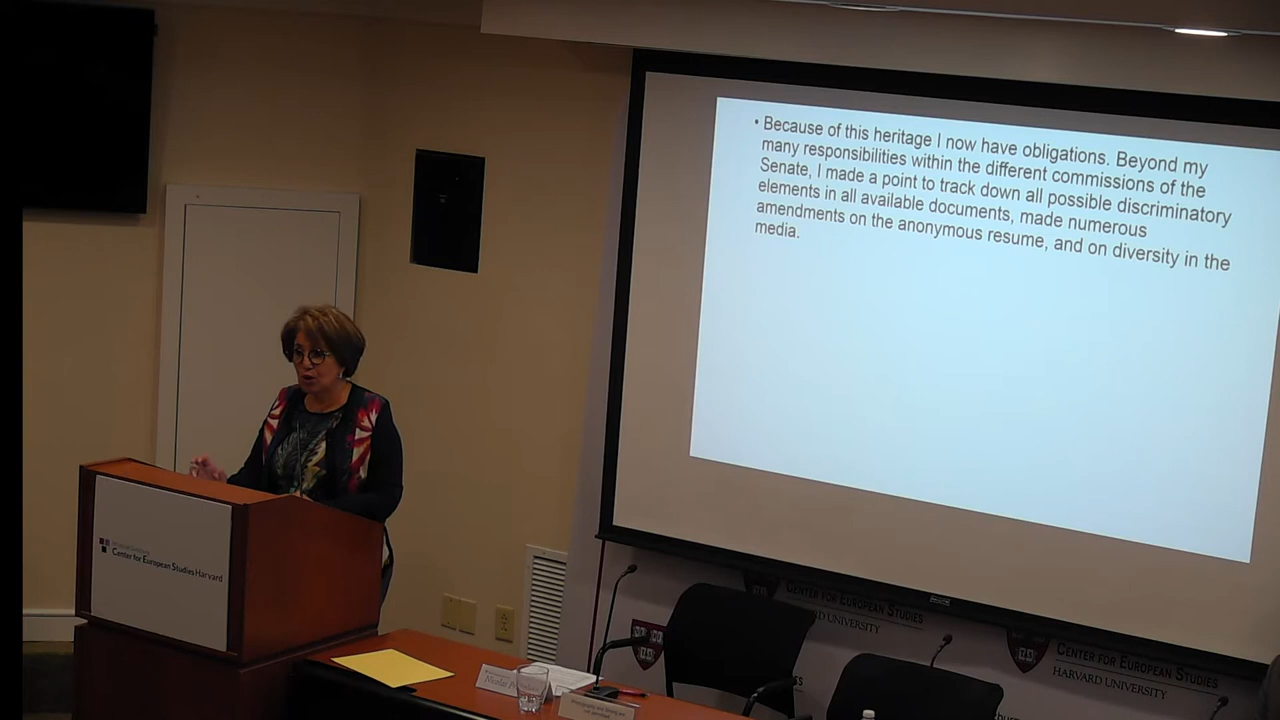 • Because of this heritage I now have obligations. Beyond my
many responsibilities within the different commissions of the
Senate, I made a point to track down all possible discriminatory
elements in all available documents, made numerous
amendments on the anonymous resume, and on diversity in the
media.
Center for European Studies Harvard
CENTER FOR EUROPEAN STUDIES
UNIVERSITY
CENTER FOR EUROPEAN STUDIES
HARVARD UNIVERSITY
Nicolas